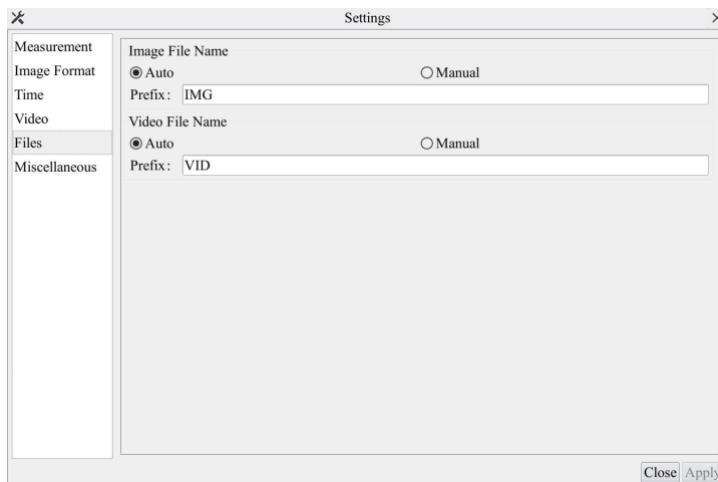 Settings
Measurement
Image Format
Time
Video
Files
Miscellaneous
Image File Name
Auto Manual
Prefix: IMG
Video File Name
Auto Manual
Prefix: VID
Close Apply